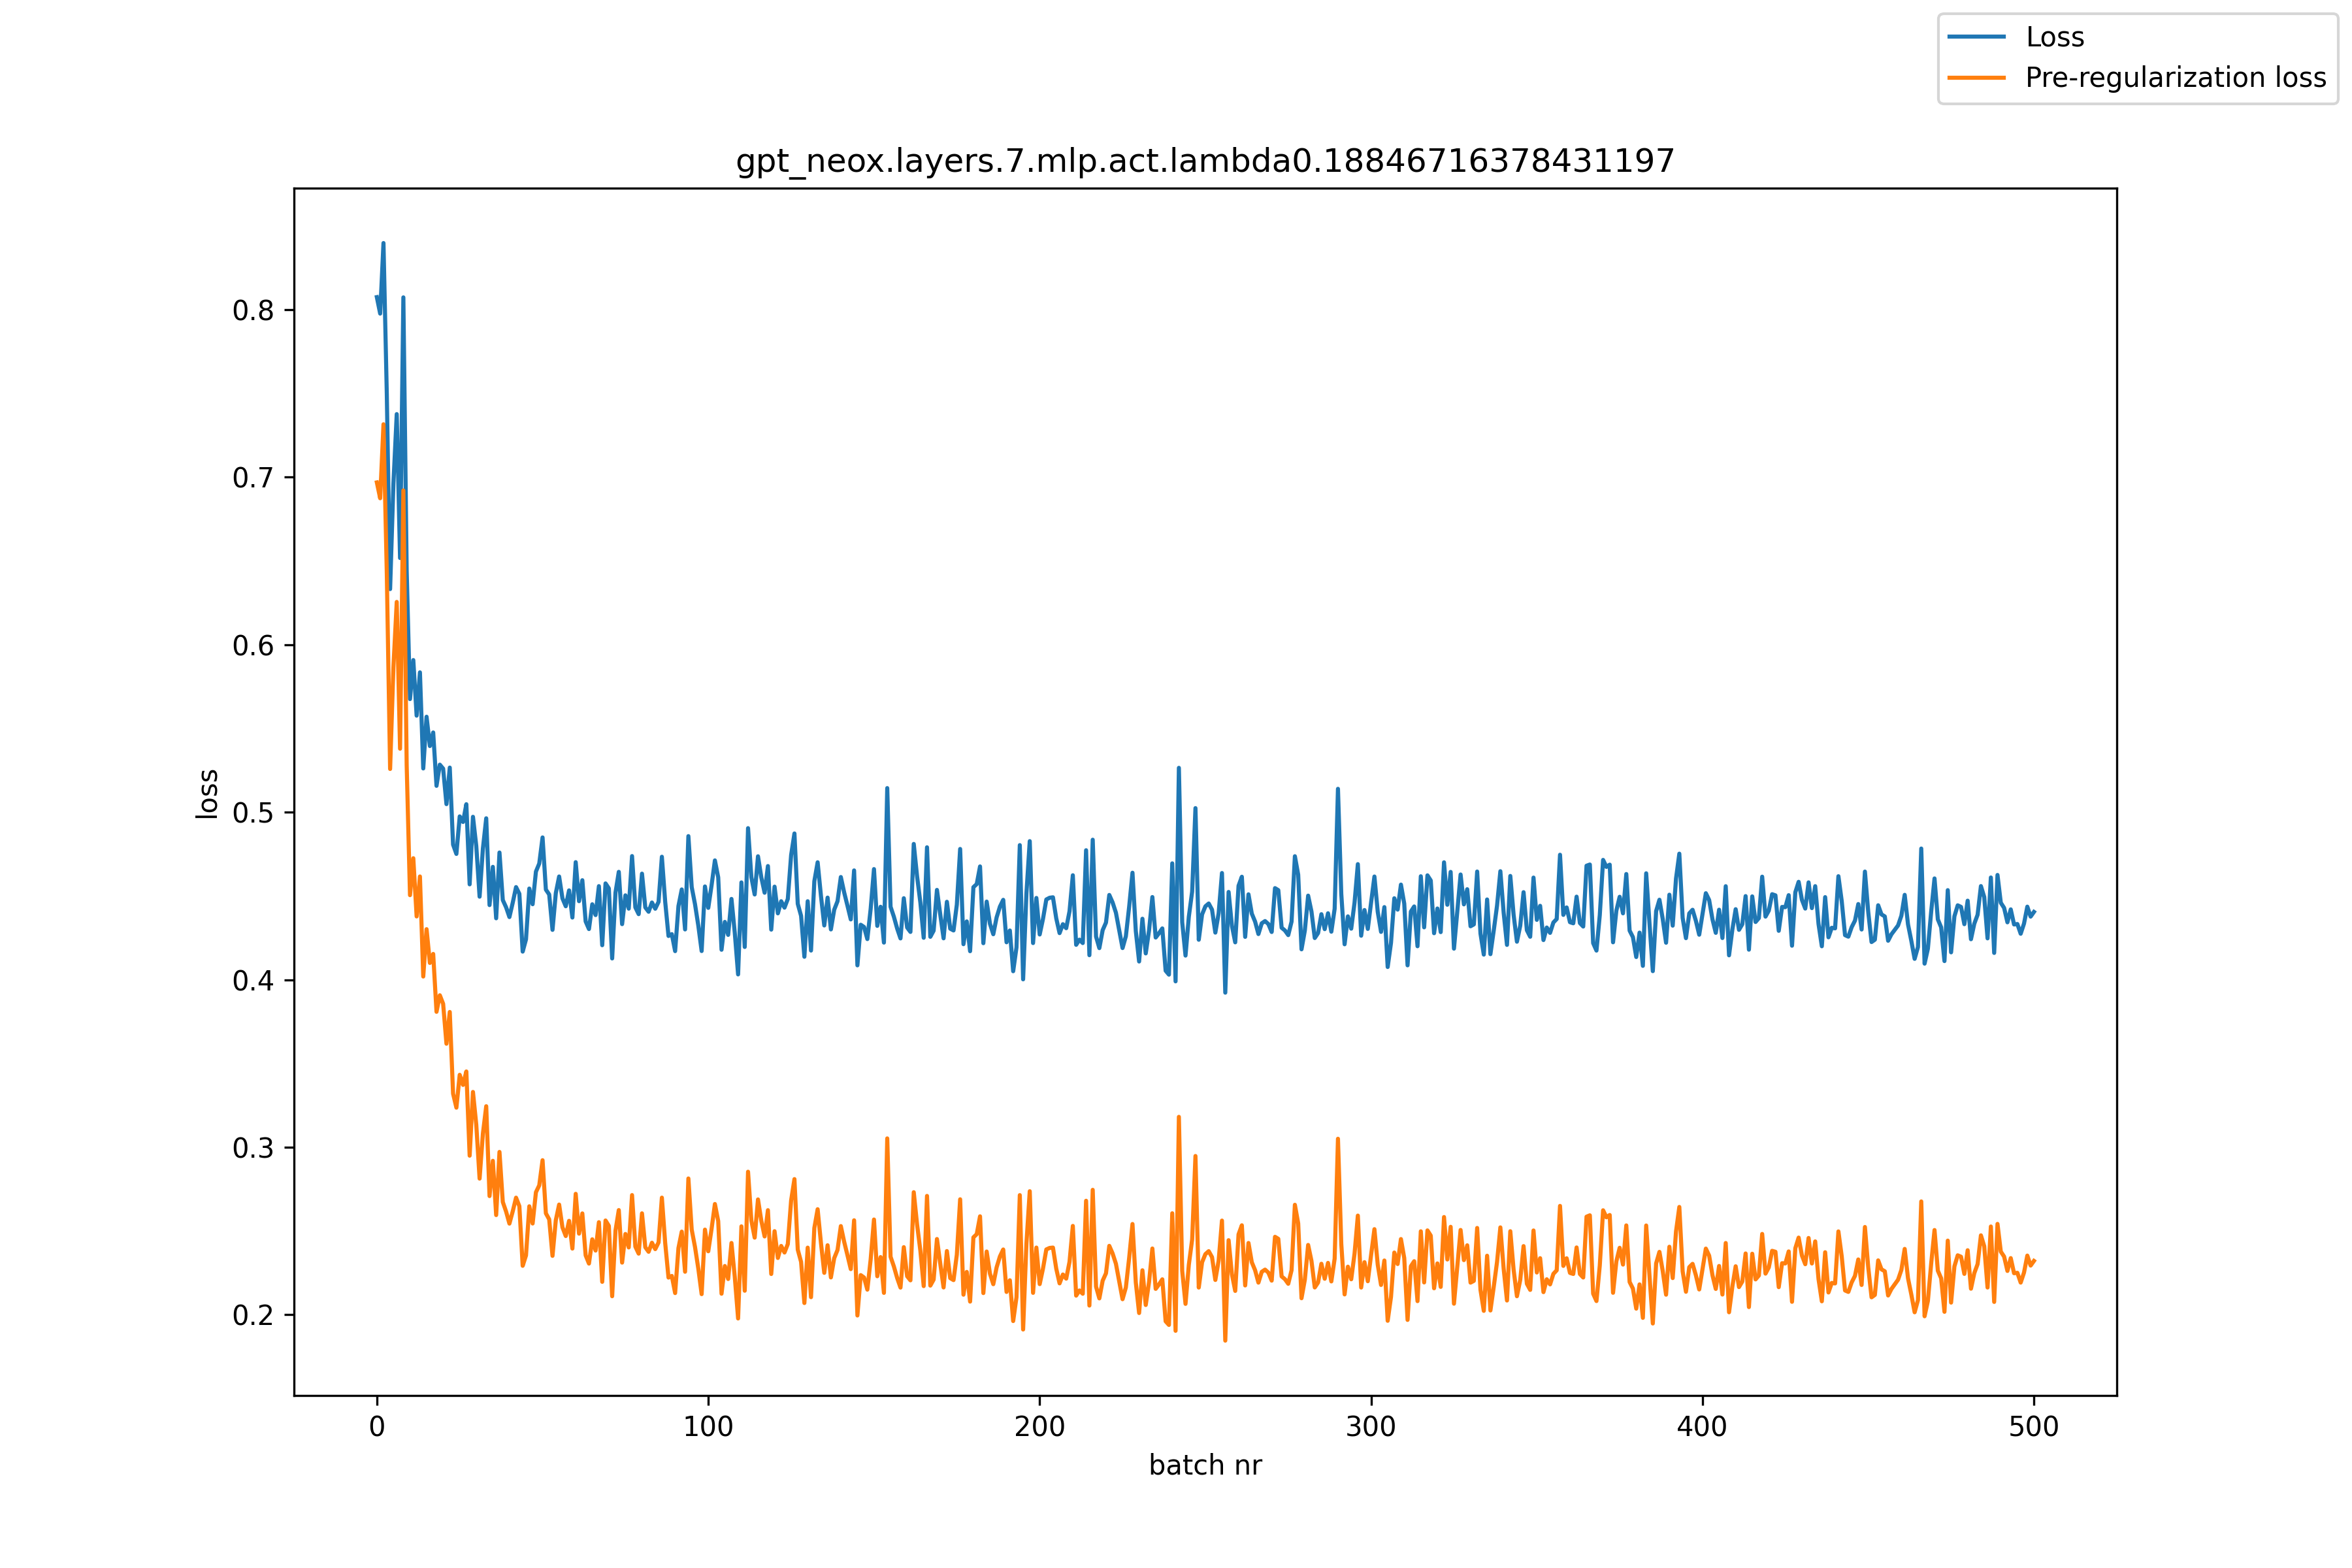 Loss
Pre-regularization loss
gpt_neox.layers.7.mlp.act.lambda0.18846716378431197
loss
0.8
0.7
0.6
0.5
0.4
0.3
0.2
0 100 200 300 400 500
batch nr